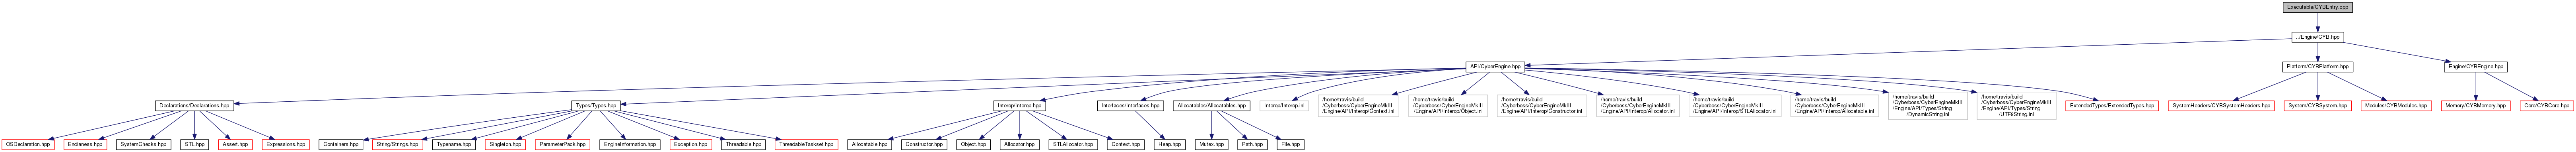 Executable/CYBEntry.cpp
../Engine/CYB.hpp
API/CyberEngine.hpp
Platform/CYBPlatform.hpp
Engine/CYBEngine.hpp
Declarations/Declarations.hpp
Types/Types.hpp
Interop/Interop.hpp
Interfaces/Interfaces.hpp
Allocatables/Allocatables.hpp
Interop/Interop.inl
/home/travis/build
/Cyberboss/CyberEngineMkIII
/Engine/API/Interop/Context.inl
/home/travis/build
/Cyberboss/CyberEngineMkIII
/Engine/API/Interop/Object.inl
/home/travis/build
/Cyberboss/CyberEngineMkIII
/Engine/API/Interop/Constructor.inl
/home/travis/build
/Cyberboss/CyberEngineMkIII
/Engine/API/Interop/Allocator.inl
/home/travis/build
/Cyberboss/CyberEngineMkIII
/Engine/API/Interop/STLAllocator.inl
/home/travis/build
/Cyberboss/CyberEngineMkIII
/Engine/API/Interop/Allocatable.inl
/home/travis/build
/Cyberboss/CyberEngineMkIII
/Engine/API/Types/String
/DynamicString.inl
/home/travis/build
/Cyberboss/CyberEngineMkIII
/Engine/API/Types/String
/UTF8String.inl
ExtendedTypes/ExtendedTypes.hpp
SystemHeaders/CYBSystemHeaders.hpp
System/CYBSystem.hpp
Modules/CYBModules.hpp
Memory/CYBMemory.hpp
Core/CYBCore.hpp
OSDeclaration.hpp
Endianess.hpp
SystemChecks.hpp
STL.hpp
Assert.hpp
Expressions.hpp
Containers.hpp
String/Strings.hpp
Typename.hpp
Singleton.hpp
ParameterPack.hpp
EngineInformation.hpp
Exception.hpp
Threadable.hpp
ThreadableTaskset.hpp
Allocatable.hpp
Constructor.hpp
Object.hpp
Allocator.hpp
STLAllocator.hpp
Context.hpp
Heap.hpp
Mutex.hpp
Path.hpp
File.hpp